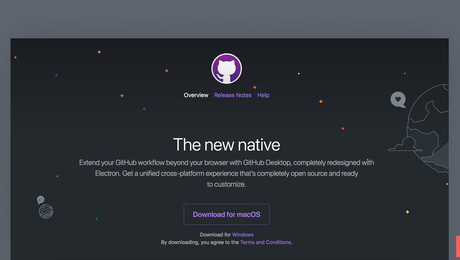 Overview Release Notes Help
The new native
Extend your GitHub workflow beyond your browser with GitHub Desktop, completely redesigned with
Electron. Get a unified cross-platform experience that's completely open source and ready
to customize.
Download for macOS
Download for Windows
By downloading, you agree to the Terms and Conditions.